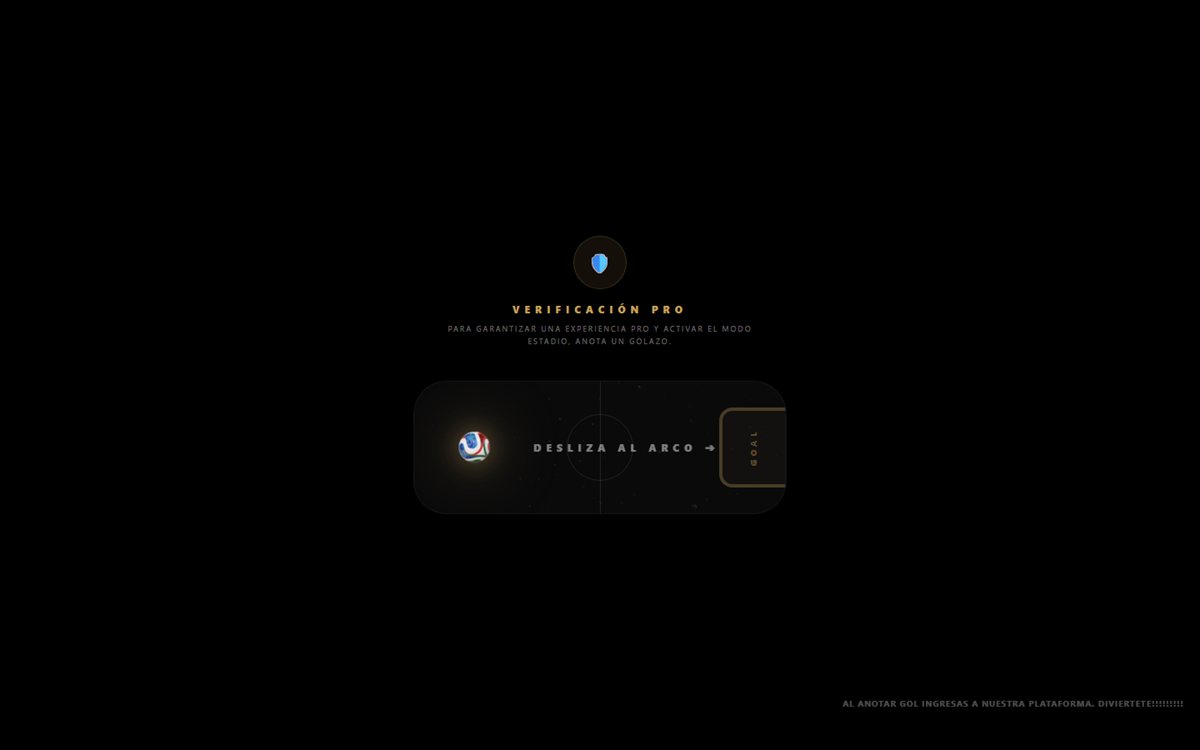 VERIFICACIÓN PRO
PARA GARANTIZAR UNA EXPERIENCIA PRO Y ACTIVAR EL MODO
ESTADIO, ANOTA UN GOLAZO.
DESLIZA AL ARCO ➔
GOAL
AL ANOTAR GOL INGRESAS A NUESTRA PLATAFORMA. DIVIERTETE!!!!!!!!!